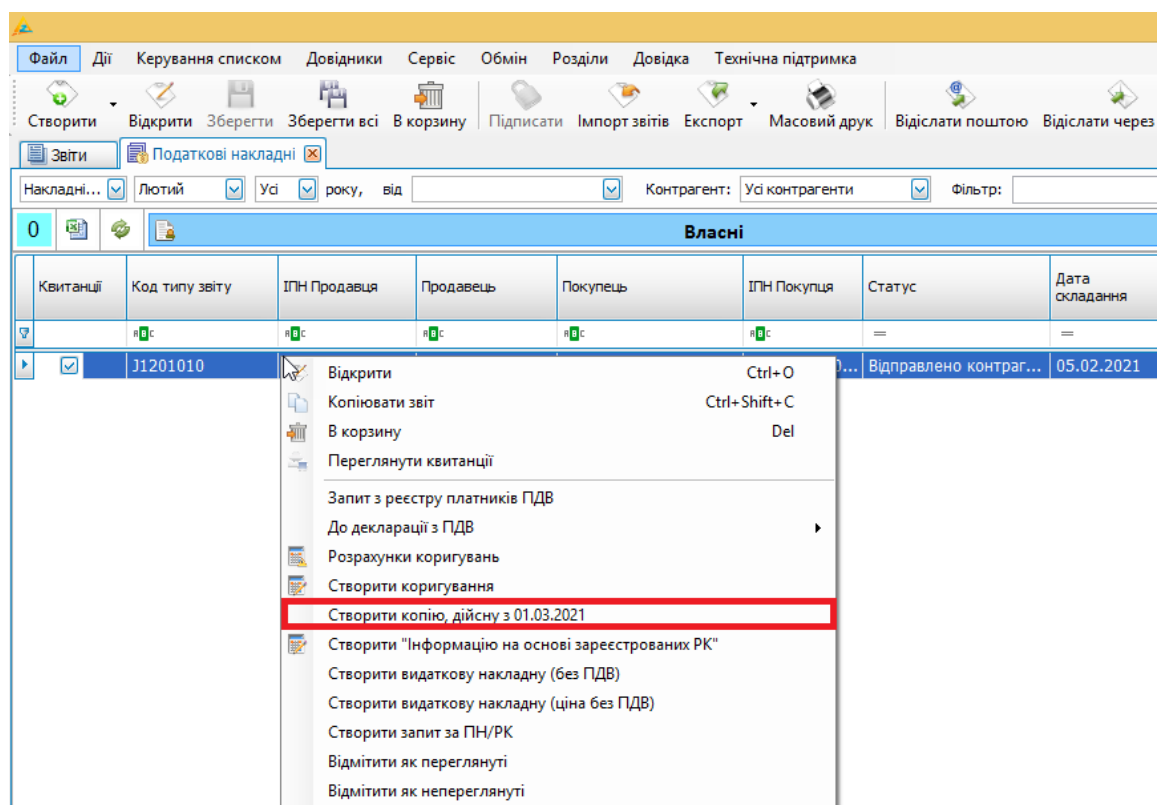 Файл Дії Керування списком Довідники Сервіс Обмін Розділи Довідка Технічна підтримка
Створити Відкрити Зберегти Зберегти всі В корзину Підписати Імпорт звітів Експорт Масовий друк Відіслати поштою Відіслати через
Звіти Податкові накладні
Накладні... Лютий Усі року, від Контрагент: Усі контрагенти Фільтр:
0 Власні
Квитанції Код типу звіту ІПН Продавця Продавець Покупець ІПН Покупця Статус Дата складання
ABC ABC ABC ABC ABC = =
J1201010 Відправлено контраг... 05.02.2021
Відкрити Ctrl+O
Копіювати звіт Ctrl+Shift+C
В корзину Del
Переглянути квитанції
Запит з реєстру платників ПДВ
До декларації з ПДВ
Розрахунки коригувань
Створити коригування
Створити копію, дійсну з 01.03.2021
Створити "Інформацію на основі зареєстрованих РК"
Створити видаткову накладну (без ПДВ)
Створити видаткову накладну (ціна без ПДВ)
Створити запит за ПН/РК
Відмітити як переглянуті
Відмітити як непереглянуті